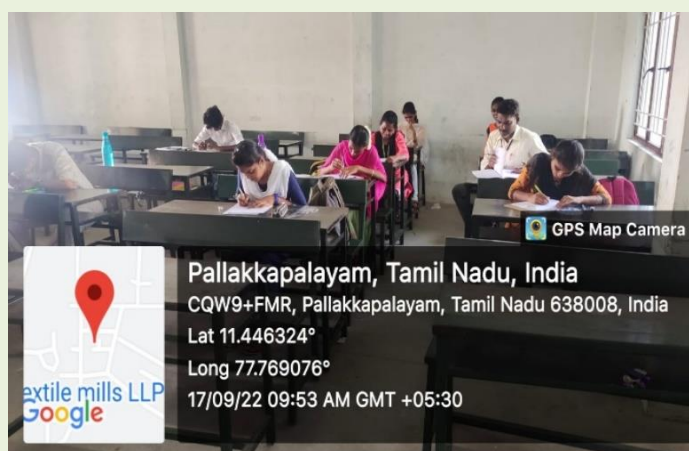 GPS Map Camera
Pallakkapalayam, Tamil Nadu, India
CQW9+FMR, Pallakkapalayam, Tamil Nadu 638008, India
Lat 11.446324°
Long 77.769076°
17/09/22 09:53 AM GMT +05:30
extile mills LLP
Google